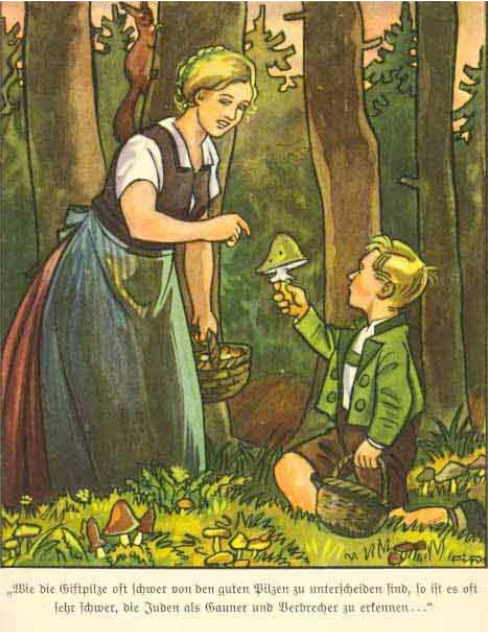 „Wie die Giftpilze oft schwer von den guten Pilzen zu unterscheiden sind, so ist es oft
sehr schwer, die Juden als Gauner und Verbrecher zu erkennen . . .“